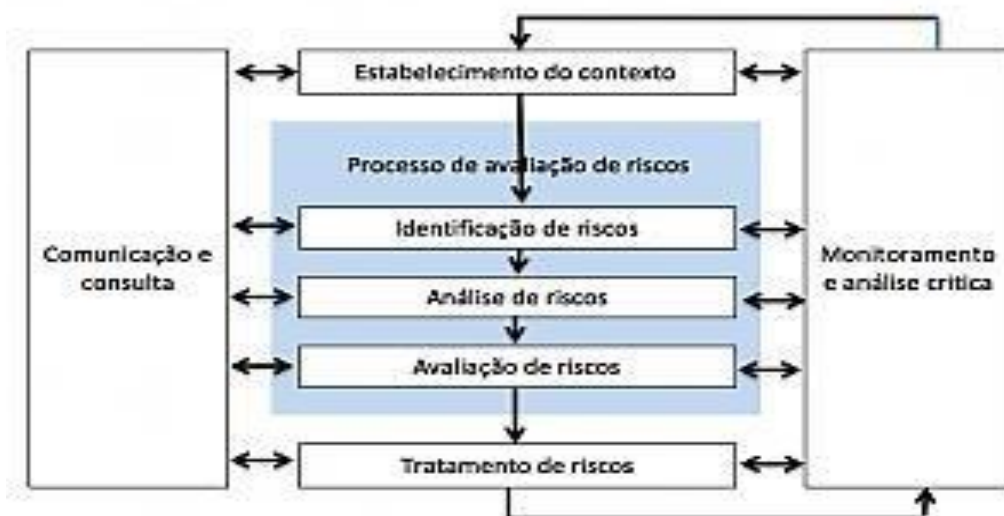 Estabelecimento do contexto
Processo de avaliação de riscos
Identificação de riscos
Comunicação e
consulta
Análise de riscos
Monitoramento
e análise crítica
Avaliação de riscos
Tratamento de riscos